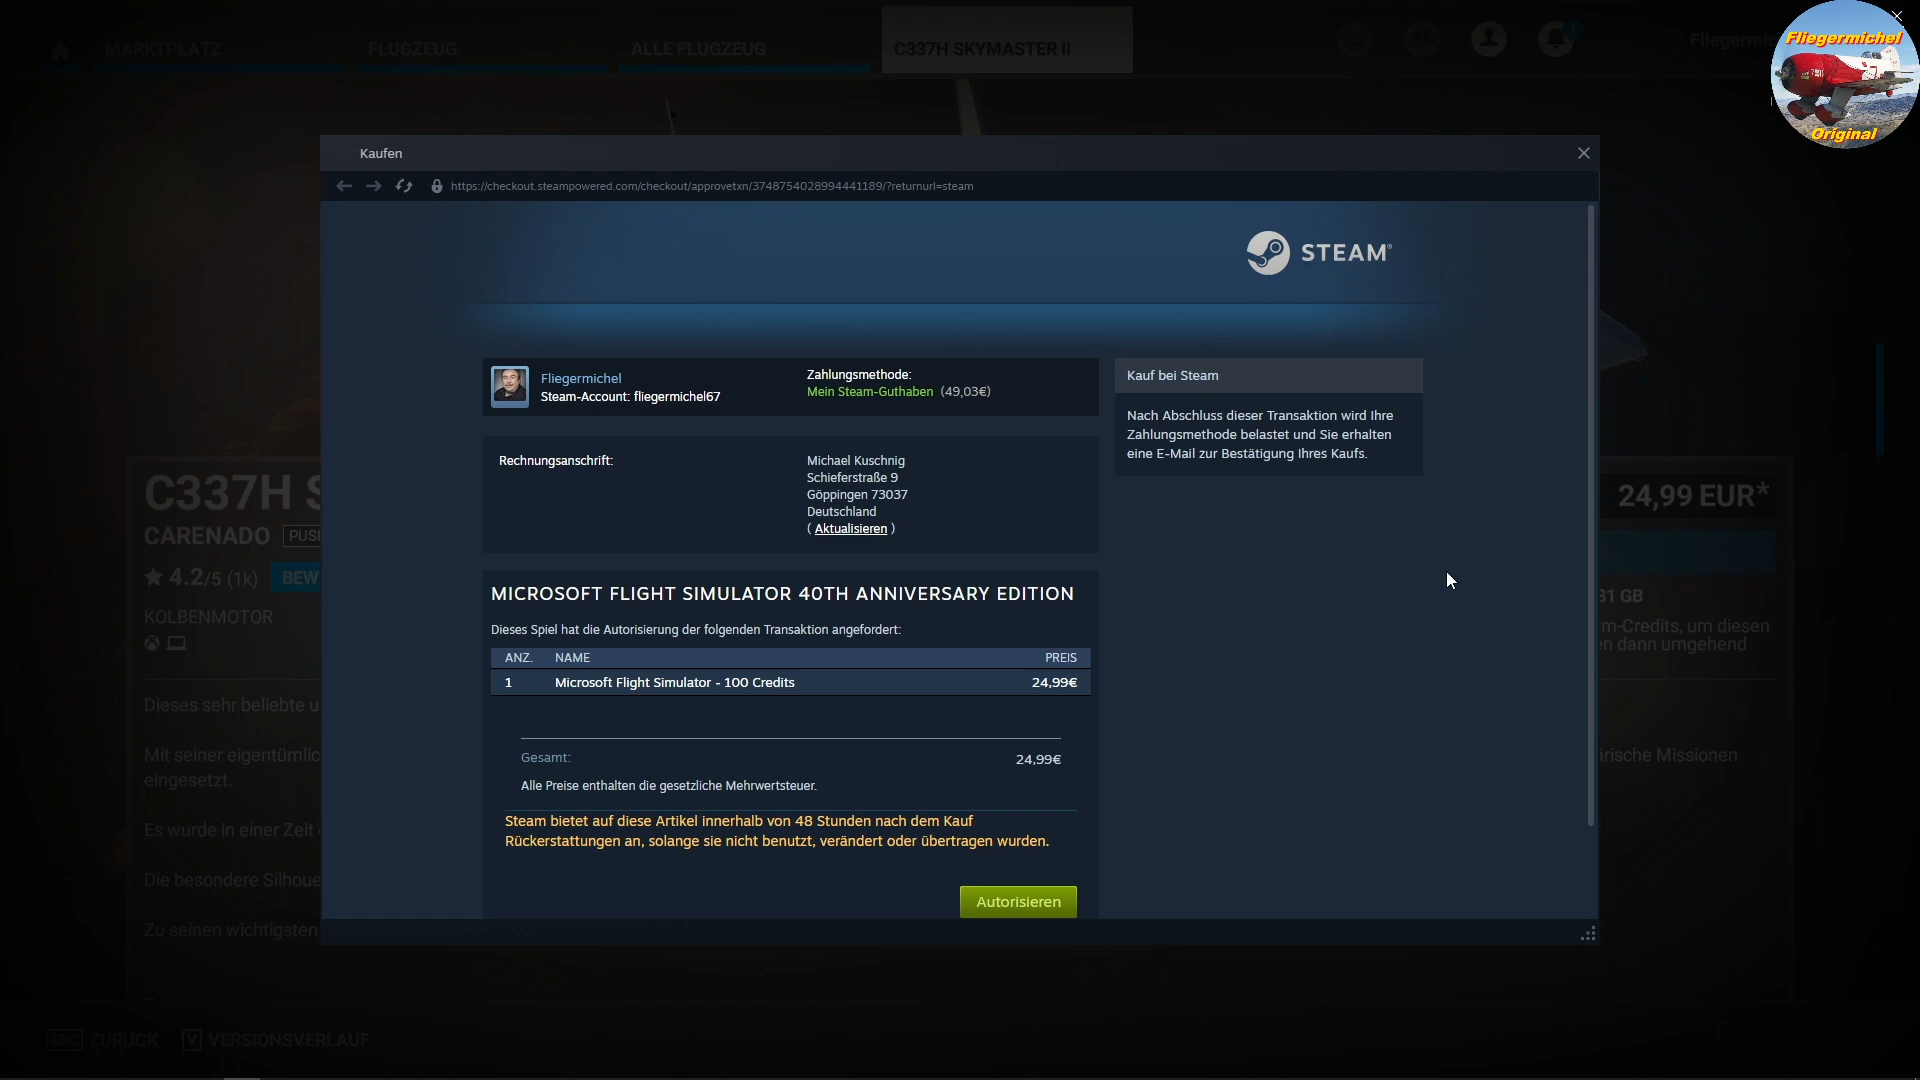 MARKTPLATZ
FLUGZEUG
ALLE FLUGZEUG
C337H SKYMASTER II
1
Fliegermic
Fliegermichel
Original
Kaufen
https://checkout.steampowered.com/checkout/approvetxn/3748754028994441189/?returnurl=steam
STEAM®
Fliegermichel
Steam-Account: fliegermichel67
Zahlungsmethode:
Mein Steam-Guthaben (49,03€)
Kauf bei Steam
Nach Abschluss dieser Transaktion wird Ihre
Zahlungsmethode belastet und Sie erhalten
eine E-Mail zur Bestätigung Ihres Kaufs.
Rechnungsanschrift:
Michael Kuschnig
Schieferstraße 9
Göppingen 73037
Deutschland
( Aktualisieren )
MICROSOFT FLIGHT SIMULATOR 40TH ANNIVERSARY EDITION
Dieses Spiel hat die Autorisierung der folgenden Transaktion angefordert:
ANZ. NAME PREIS
1 Microsoft Flight Simulator - 100 Credits 24,99€
Gesamt: 24,99€
Alle Preise enthalten die gesetzliche Mehrwertsteuer.
Steam bietet auf diese Artikel innerhalb von 48 Stunden nach dem Kauf
Rückerstattungen an, solange sie nicht benutzt, verändert oder übertragen wurden.
Autorisieren
C337H S
CARENADO PUS
4.2/5 (1k) BEW
KOLBENMOTOR
Dieses sehr beliebte u
Mit seiner eigentümlic
eingesetzt.
Es wurde in einer Zeit
Die besondere Silhoue
Zu seinen wichtigsten
24,99 EUR*
31 GB
m-Credits, um diesen
en dann umgehend
ärische Missionen
ESC ZURÜCK V VERSIONSVERLAUF